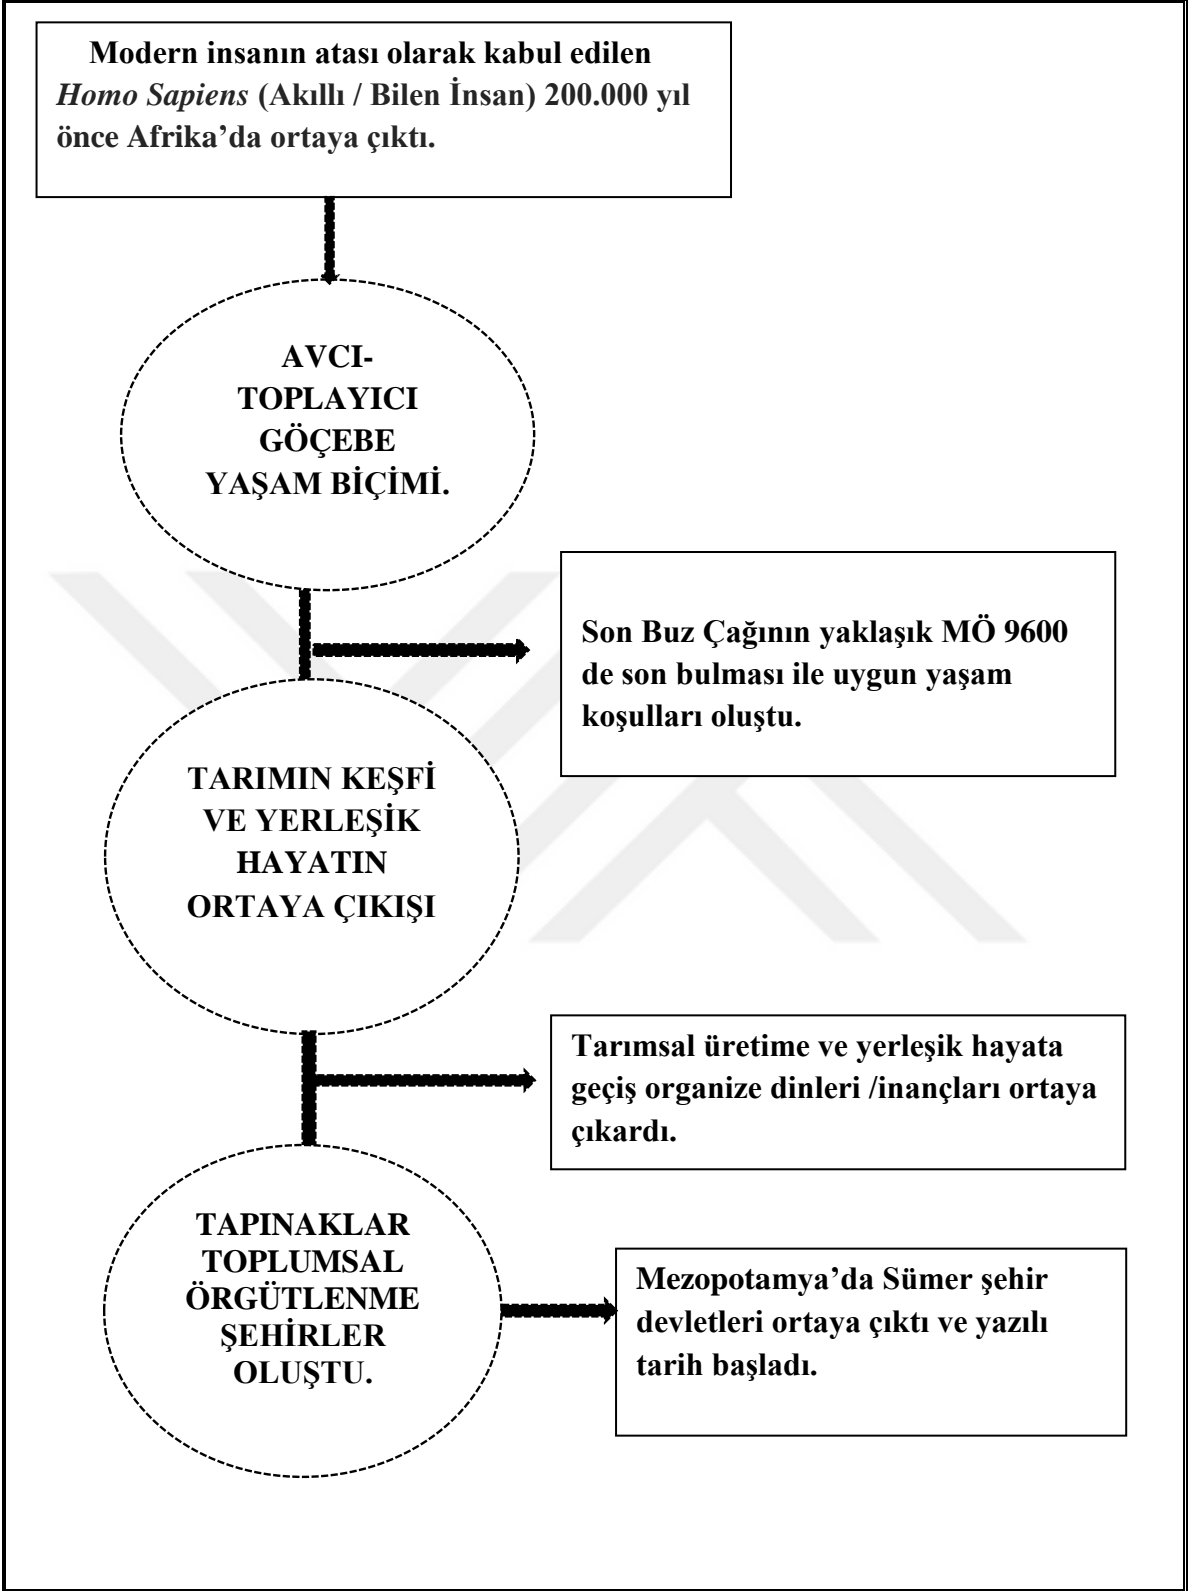 Modern insanın atası olarak kabul edilen
Homo Sapiens (Akıllı / Bilen İnsan) 200.000 yıl
önce Afrika’da ortaya çıktı.
AVCI-
TOPLAYICI
GÖÇEBE
YAŞAM BİÇİMİ.
Son Buz Çağının yaklaşık MÖ 9600
de son bulması ile uygun yaşam
koşulları oluştu.
TARIMIN KEŞFİ
VE YERLEŞİK
HAYATIN
ORTAYA ÇIKIŞI
Tarımsal üretime ve yerleşik hayata
geçiş organize dinleri /inançları ortaya
çıkardı.
TAPINAKLAR
TOPLUMSAL
ÖRGÜTLENME
ŞEHİRLER
OLUŞTU.
Mezopotamya’da Sümer şehir
devletleri ortaya çıktı ve yazılı
tarih başladı.